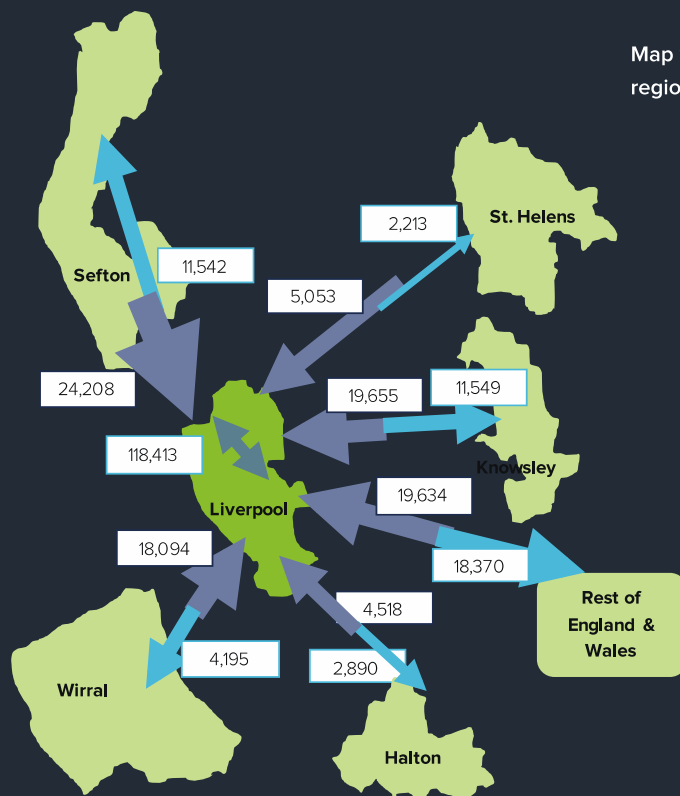 Map
regio
St. Helens
2,213
Sefton
11,542
5,053
24,208
19,655
11,549
118,413
Knowsley
19,634
Liverpool
18,094
18,370
4,518
Rest of
England &
Wales
4,195
2,890
Wirral
Halton